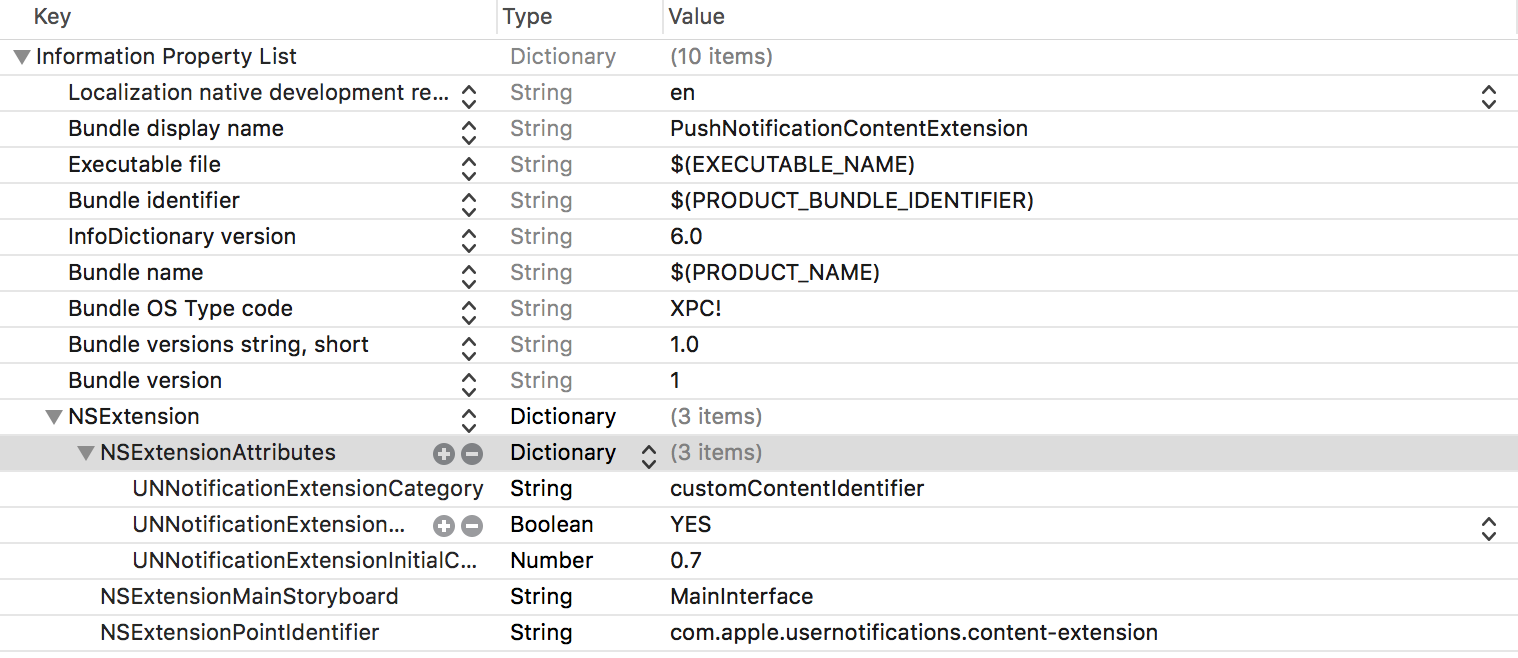 Key Type Value
Information Property List Dictionary (10 items)
Localization native development re... String en
Bundle display name String PushNotificationContentExtension
Executable file String $(EXECUTABLE_NAME)
Bundle identifier String $(PRODUCT_BUNDLE_IDENTIFIER)
InfoDictionary version String 6.0
Bundle name String $(PRODUCT_NAME)
Bundle OS Type code String XPC!
Bundle versions string, short String 1.0
Bundle version String 1
NSExtension Dictionary (3 items)
NSExtensionAttributes Dictionary (3 items)
UNNotificationExtensionCategory String customContentIdentifier
UNNotificationExtension... Boolean YES
UNNotificationExtensionInitialC... Number 0.7
NSExtensionMainStoryboard String MainInterface
NSExtensionPointIdentifier String com.apple.usernotifications.content-extension